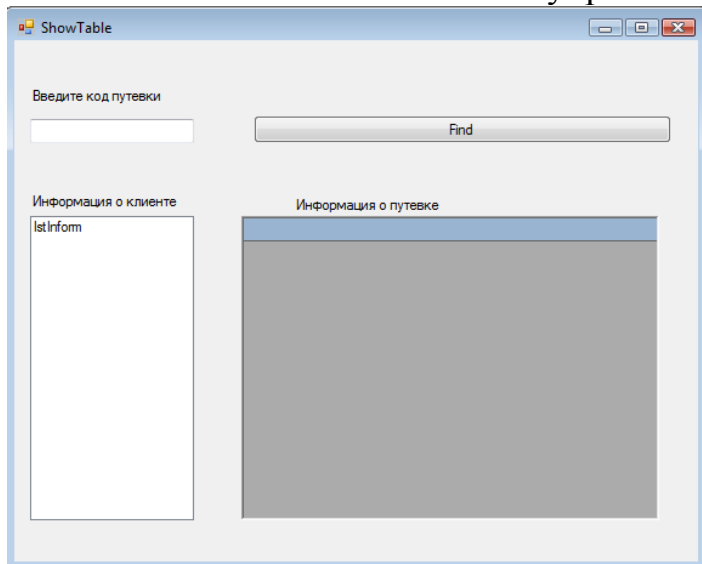 ShowTable
Введите код путевки
Find
Информация о клиенте
Информация о путевке
lstInform